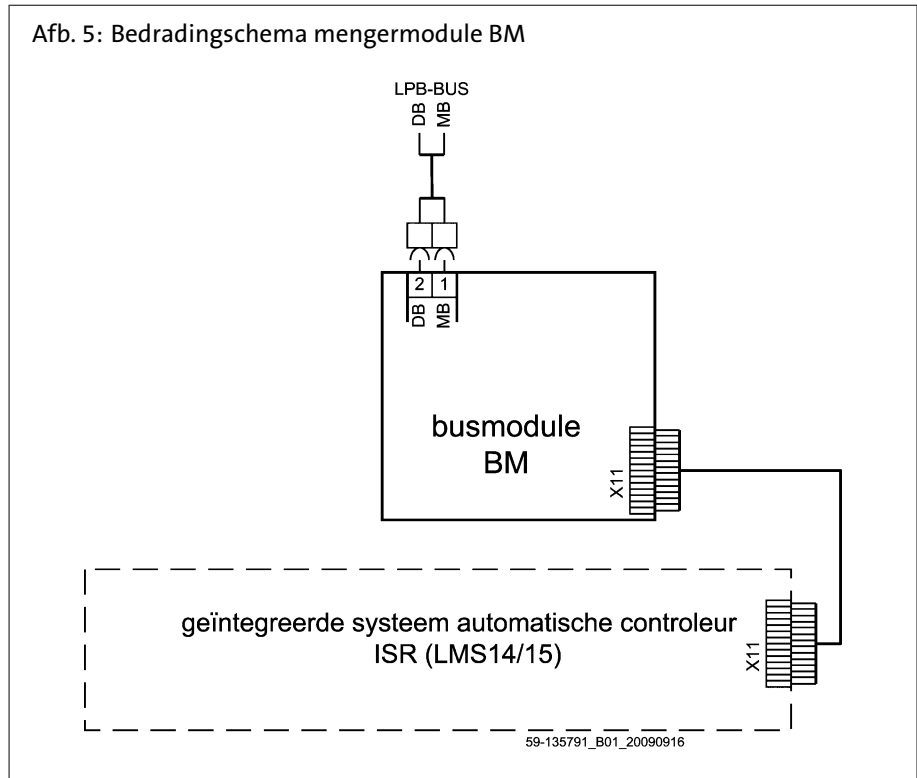 Afb. 5: Bedradingschema mengermodule BM
LPB-BUS
DB MB
2 1
DB MB
busmodule
BM
X11
geïntegreerde systeem automatische controleur
ISR (LMS14/15)
X11
59-135791_B01_20090916